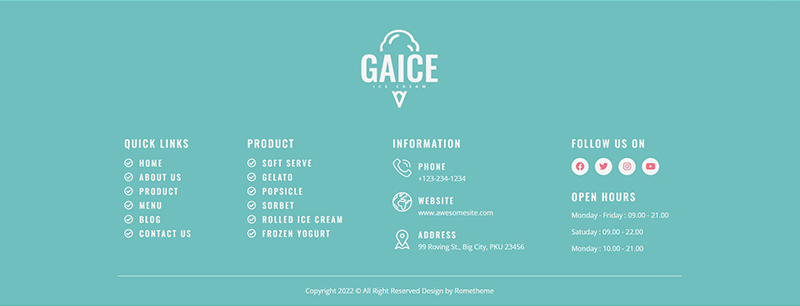 GAICE
ICE CREAM
QUICK LINKS
HOME
ABOUT US
PRODUCT
MENU
BLOG
CONTACT US
PRODUCT
SOFT SERVE
GELATO
POPSICLE
SORBET
ROLLED ICE CREAM
FROZEN YOGURT
INFORMATION
PHONE
+123-234-1234
WEBSITE
www.awesomesite.com
ADDRESS
99 Roving St., Big City, PKU 23456
FOLLOW US ON
OPEN HOURS
Monday - Friday : 09.00 - 21.00
Satuday : 09.00 - 22.00
Monday : 10.00 - 21.00
Copyright 2022 © All Right Reserved Design by Rometheme